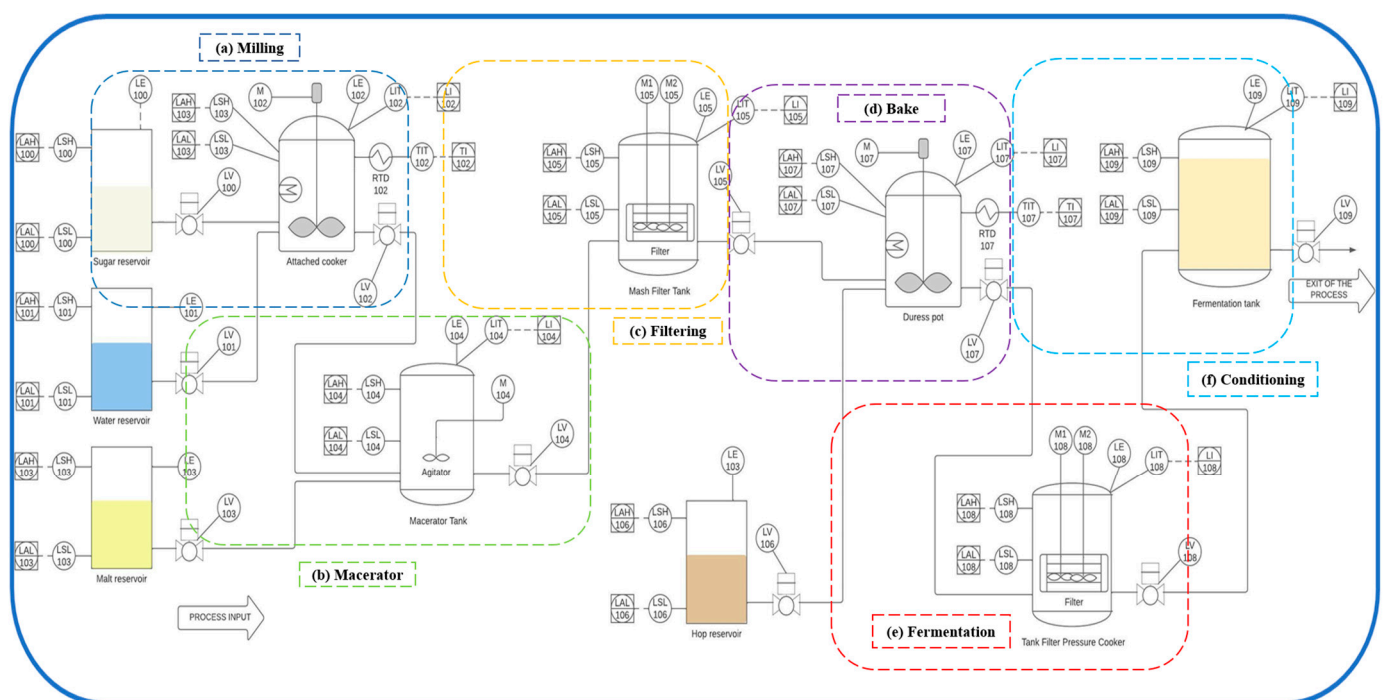 (a) Milling
LE
100
LAH
100
LSH
100
LAL
100
LSL
100
Sugar reservoir
LV
100
LAH
103
LSH
103
LAL
103
LSL
103
M
102
LE
102
LIT
102
LI
102
TIT
102
TI
102
RTD
102
M
Attached cooker
LV
102
LAH
101
LSH
101
LE
101
LAL
101
LSL
101
LV
101
Water reservoir
LAH
103
LSH
103
LE
103
LAL
103
LSL
103
LV
103
Malt reservoir
PROCESS INPUT
LE
104
LIT
104
LI
104
LAH
104
LSH
104
LAL
104
LSL
104
M
104
Agitator
LV
104
Macerator Tank
(b) Macerator
M1
105
M2
105
LE
105
LIT
105
LI
105
LAH
105
LSH
105
LAL
105
LSL
105
Filter
LV
105
Mash Filter Tank
(c) Filtering
(d) Bake
M
107
LE
107
LIT
107
LI
107
LAH
107
LSH
107
LAL
107
LSL
107
TIT
107
TI
107
RTD
107
M
Duress pot
LV
107
LE
103
LAH
106
LSH
106
LAL
106
LSL
106
LV
106
Hop reservoir
M1
108
M2
108
LE
108
LIT
108
LI
108
LAH
108
LSH
108
LAL
108
LSL
108
Filter
LV
108
Tank Filter Pressure Cooker
(e) Fermentation
LE
109
LIT
109
LI
109
LAH
109
LSH
109
LAL
109
LSL
109
LV
109
Fermentation tank
EXIT OF THE
PROCESS
(f) Conditioning